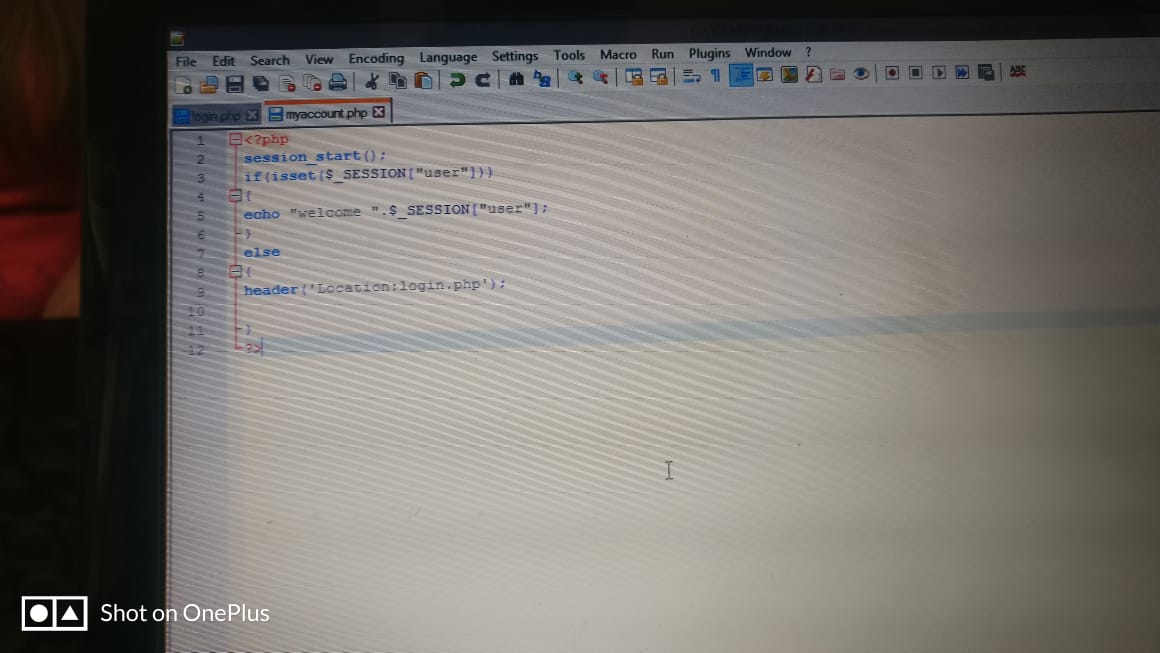 File Edit Search View Encoding Language Settings Tools Macro Run Plugins Window ?
ABC
login.php myaccount.php
1 <?php
2 session_start();
3 if(isset($_SESSION["user"]))
4 {
5 echo "welcome ".$_SESSION["user"];
6 }
7 else
8 {
9 header('Location:login.php');
10
11 }
12 ?>
Shot on OnePlus